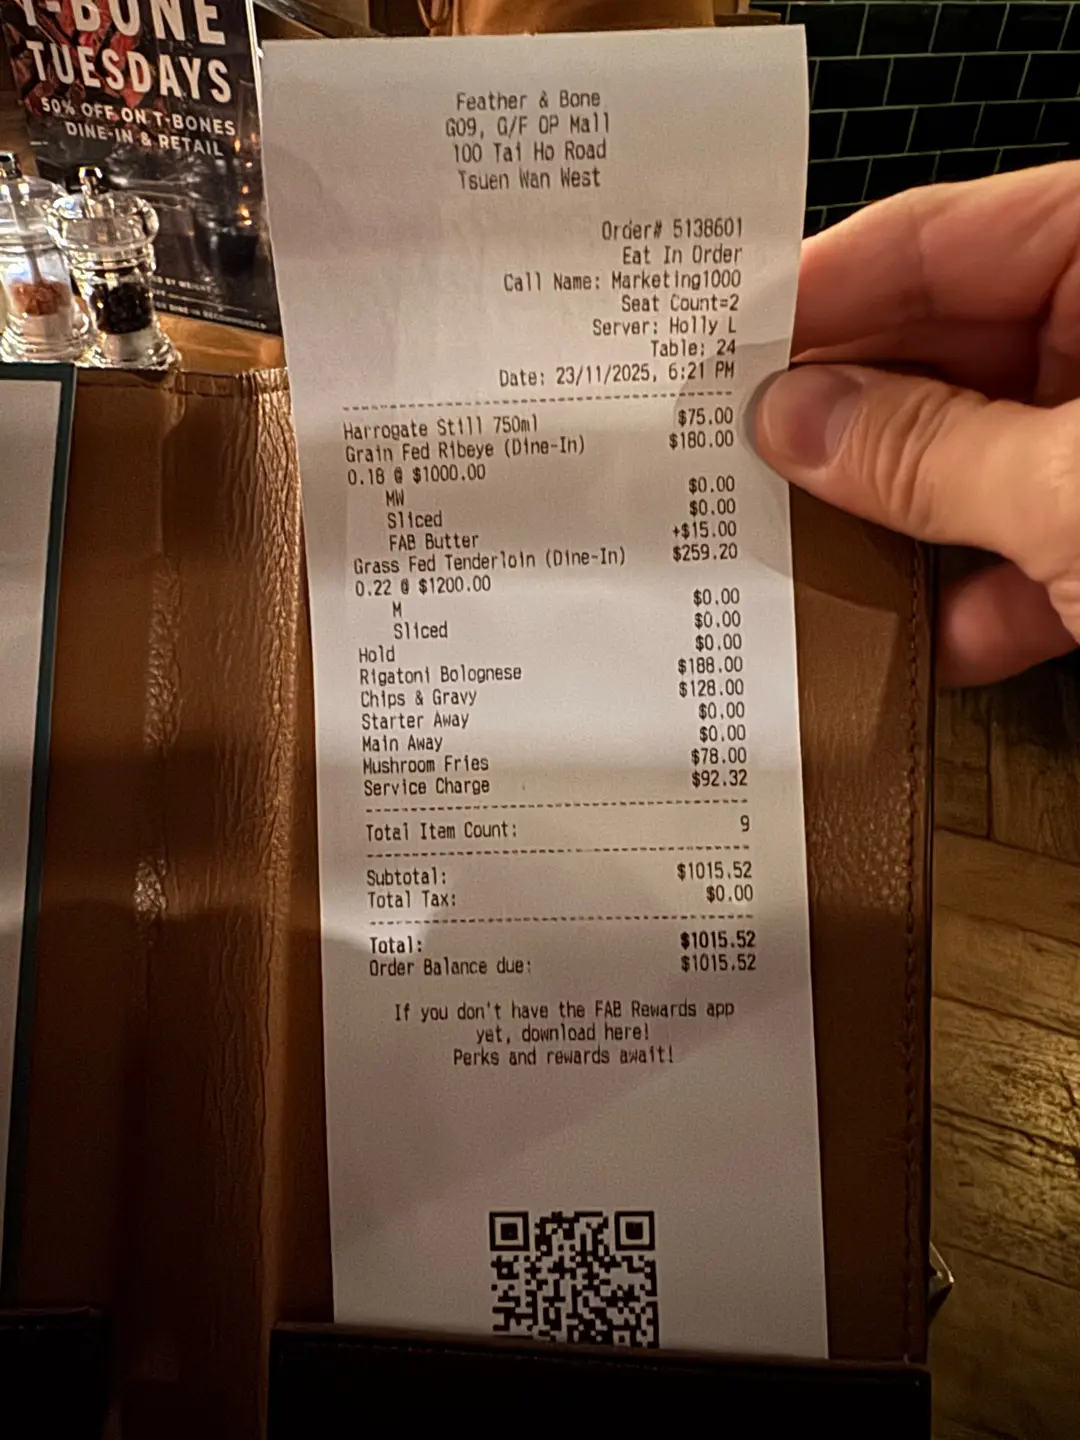 T-BONE
TUESDAYS
50% OFF ON T-BONES
DINE-IN & RETAIL
BY WEIGHT
Feather & Bone
G09, G/F OP Mall
100 Tai Ho Road
Tsuen Wan West
Order# 5138601
Eat In Order
Call Name: Marketing1000
Seat Count=2
Server: Holly L
Table: 24
Date: 23/11/2025, 6:21 PM
Harrogate Still 750ml $75.00
Grain Fed Ribeye (Dine-In) $180.00
0.18 @ $1000.00
MW $0.00
Sliced $0.00
FAB Butter +$15.00
Grass Fed Tenderloin (Dine-In) $259.20
0.22 @ $1200.00
M $0.00
Sliced $0.00
Hold $0.00
Rigatoni Bolognese $188.00
Chips & Gravy $128.00
Starter Away $0.00
Main Away $0.00
Mushroom Fries $78.00
Service Charge $92.32
Total Item Count: 9
Subtotal: $1015.52
Total Tax: $0.00
Total: $1015.52
Order Balance due: $1015.52
If you don't have the FAB Rewards app
yet, download here!
Perks and rewards await!